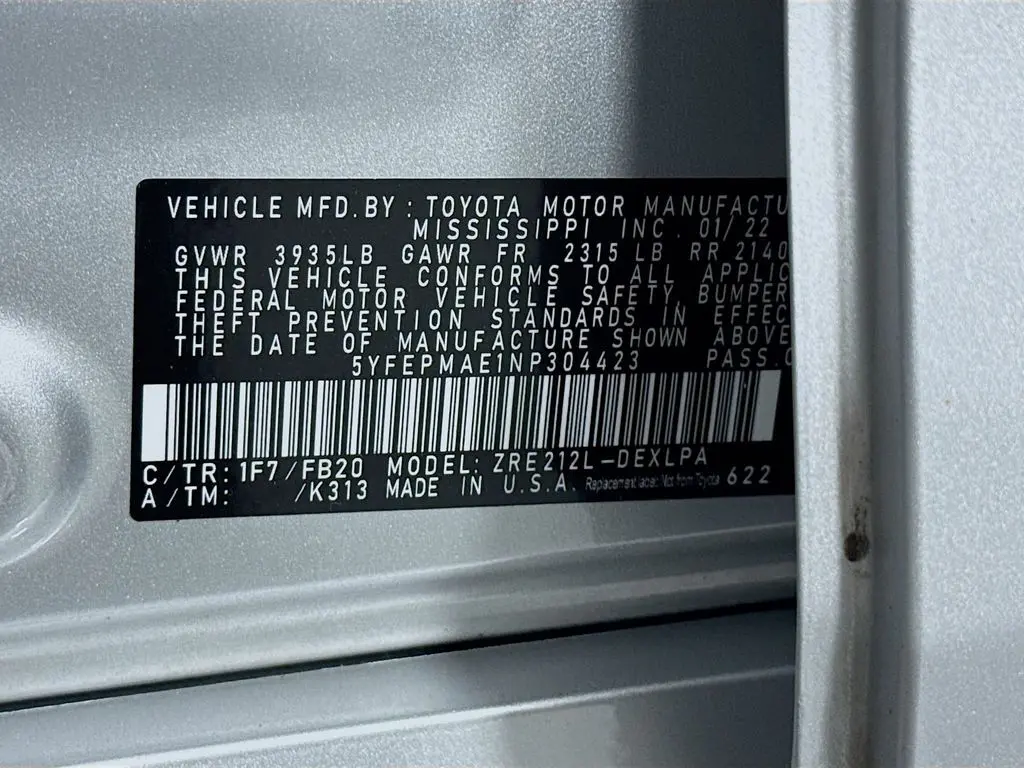 VEHICLE MFD. BY : TOYOTA MOTOR MANUFACTU
MISSISSIPPI INC. 01/22
GVWR 3935LB GAWR FR 2315 LB RR 2140
THIS VEHICLE CONFORMS TO ALL APPLIC
FEDERAL MOTOR VEHICLE SAFETY, BUMPER
THEFT PREVENTION STANDARDS IN EFFEC
THE DATE OF MANUFACTURE SHOWN ABOVE
5YFEPMAE1NP304423 PASS.C
C/TR: 1F7/FB20 MODEL: ZRE212L-DEXLPA
A/TM: /K313 MADE IN U.S.A. Replacement label: Not from Toyota 622